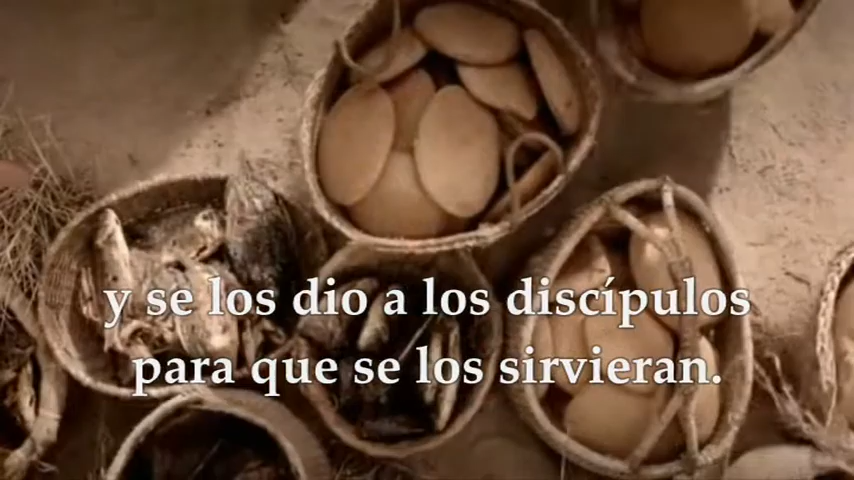 y se los dio a los discípulos
para que se los sirvieran.